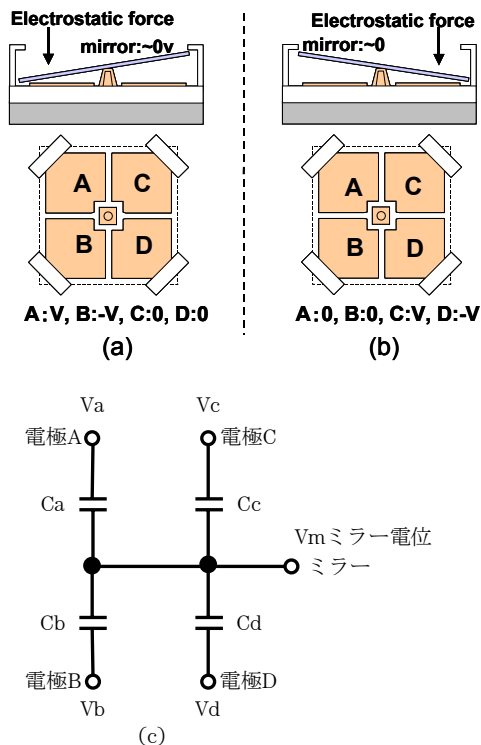 Electrostatic force
mirror:~0v
A C
B D
A:V, B:-V, C:0, D:0
(a)
Electrostatic force
mirror:~0
A C
B D
A:0, B:0, C:V, D:-V
(b)
Va Vc
電極A 電極C
Ca Cc
Vmミラー電位
ミラー
Cb Cd
電極B 電極D
Vb Vd
(c)